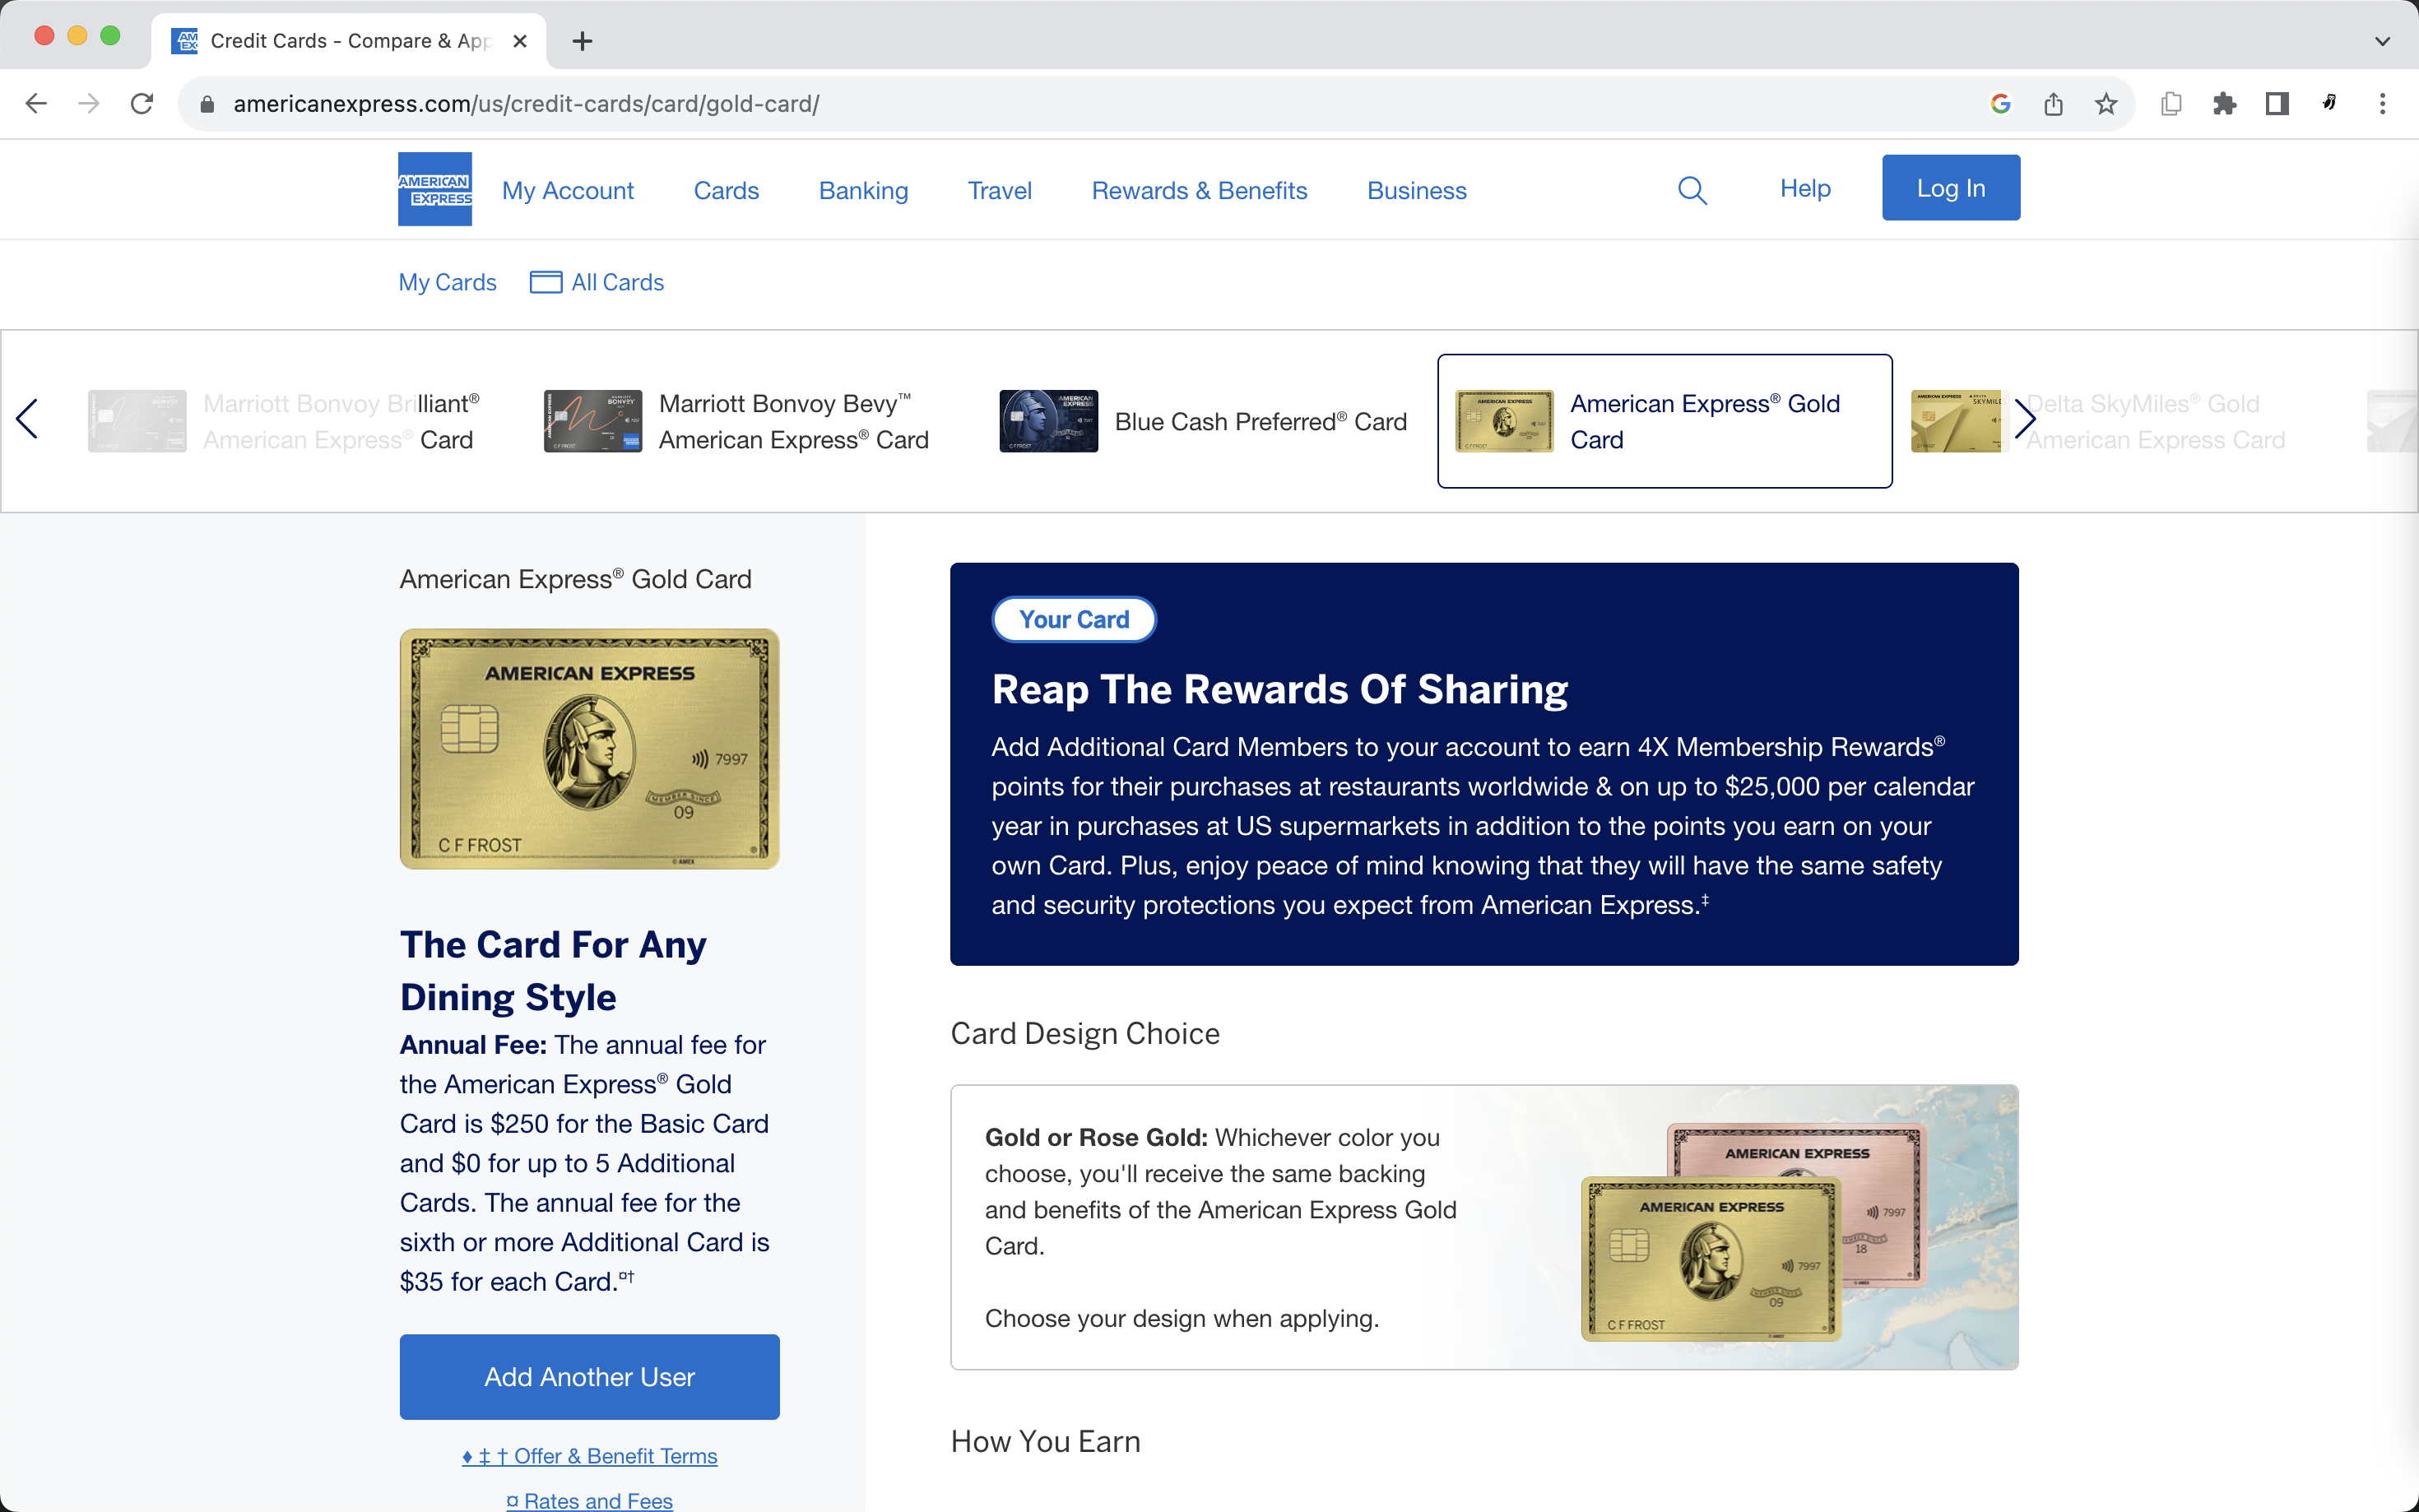 Credit Cards - Compare & App
americanexpress.com/us/credit-cards/card/gold-card/
AMERICAN EXPRESS
My Account
Cards
Banking
Travel
Rewards & Benefits
Business
Help
Log In
My Cards
All Cards
Marriott Bonvoy Brilliant®
American Express® Card
Marriott Bonvoy Bevy™
American Express® Card
Blue Cash Preferred® Card
American Express® Gold
Card
Delta SkyMiles® Gold
American Express Card
American Express® Gold Card
AMERICAN EXPRESS
7997
MEMBER SINCE
09
C F FROST
© AMEX
The Card For Any
Dining Style
Annual Fee: The annual fee for
the American Express® Gold
Card is $250 for the Basic Card
and $0 for up to 5 Additional
Cards. The annual fee for the
sixth or more Additional Card is
$35 for each Card.¤†
Add Another User
♦ ‡ † Offer & Benefit Terms
¤ Rates and Fees
Your Card
Reap The Rewards Of Sharing
Add Additional Card Members to your account to earn 4X Membership Rewards®
points for their purchases at restaurants worldwide & on up to $25,000 per calendar
year in purchases at US supermarkets in addition to the points you earn on your
own Card. Plus, enjoy peace of mind knowing that they will have the same safety
and security protections you expect from American Express.‡
Card Design Choice
Gold or Rose Gold: Whichever color you
choose, you'll receive the same backing
and benefits of the American Express Gold
Card.
Choose your design when applying.
AMERICAN EXPRESS
7997
18
AMERICAN EXPRESS
7997
MEMBER SINCE
09
C F FROST
How You Earn